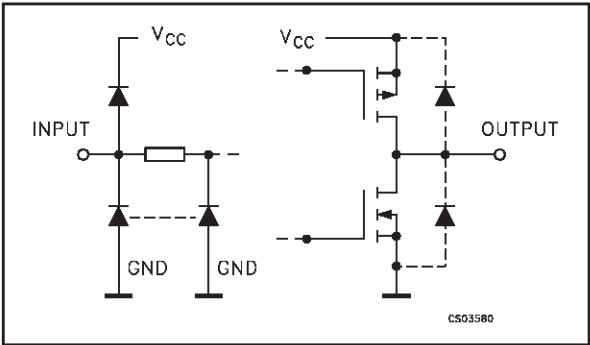 VCC
VCC
INPUT
OUTPUT
GND
GND
CS03580